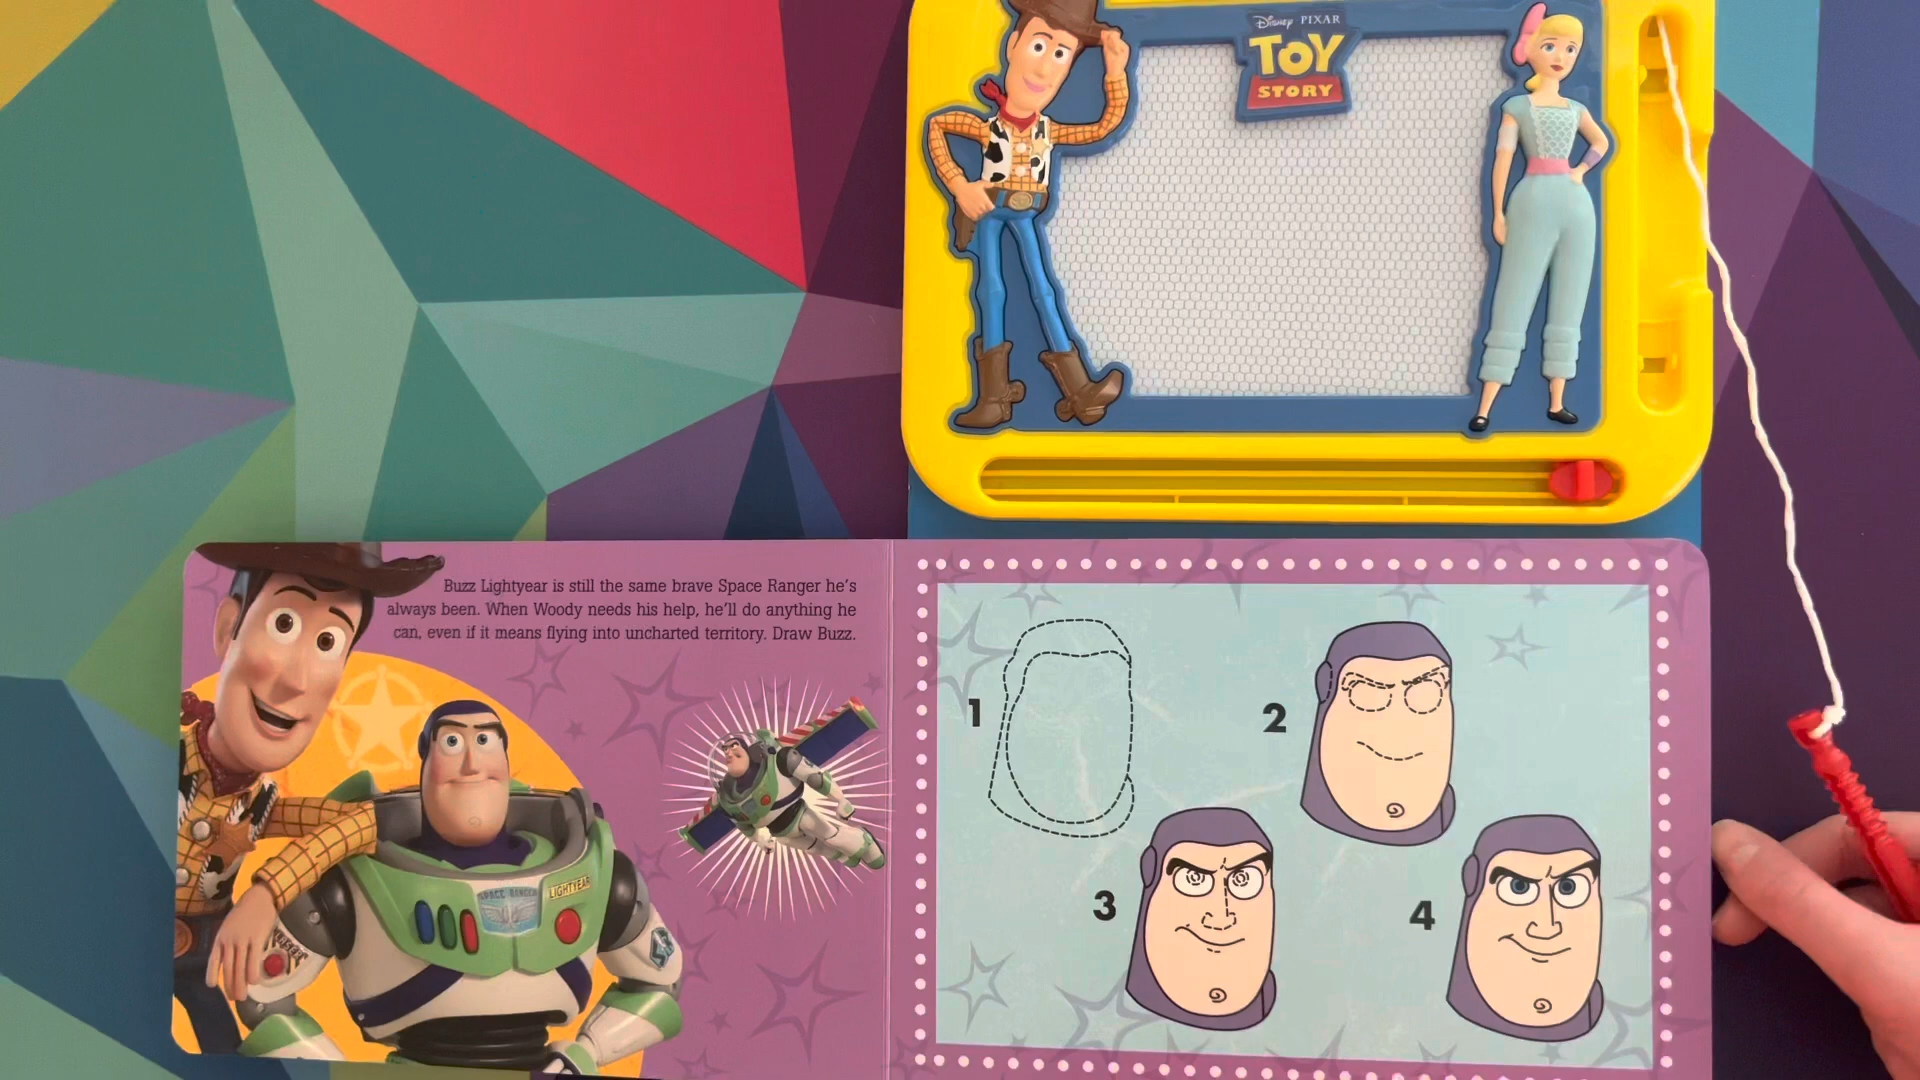 Disney PIXAR
TOY
STORY
Buzz Lightyear is still the same brave Space Ranger he's
always been. When Woody needs his help, he'll do anything he
can, even if it means flying into uncharted territory. Draw Buzz.
SPACE RANGER
LIGHTYEAR
1
2
3
4